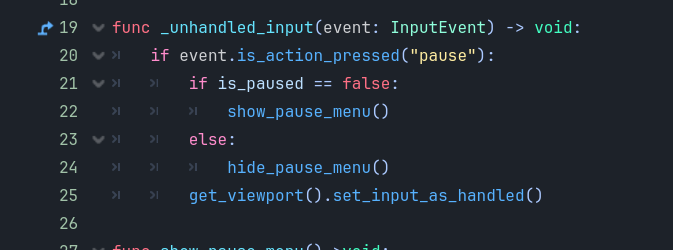 19 func _unhandled_input(event: InputEvent) -> void:
20 if event.is_action_pressed("pause"):
21 if is_paused == false:
22 show_pause_menu()
23 else:
24 hide_pause_menu()
25 get_viewport().set_input_as_handled()
26
27 func show_pause_menu() ->void: